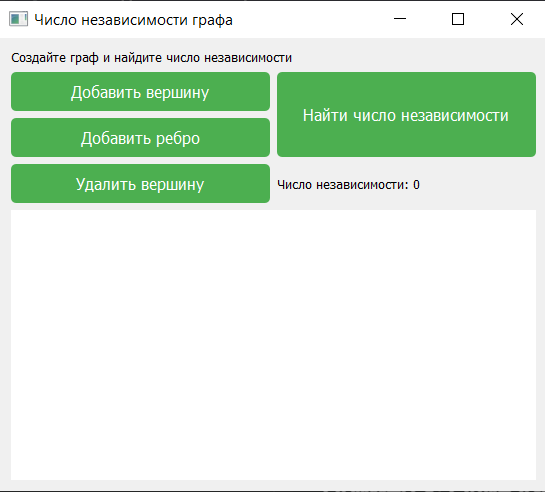 Число независимости графа
Создайте граф и найдите число независимости
Добавить вершину
Найти число независимости
Добавить ребро
Удалить вершину
Число независимости: 0